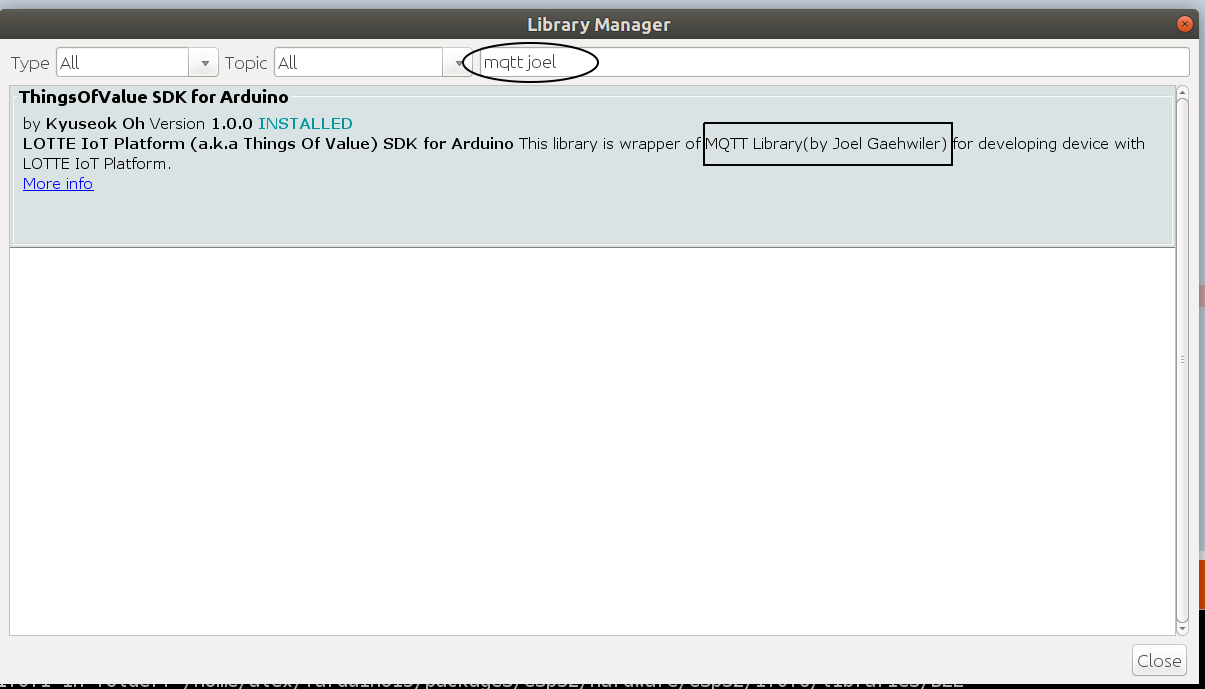 Library Manager
Type All Topic All mqtt joel
ThingsOfValue SDK for Arduino
by Kyuseok Oh Version 1.0.0 INSTALLED
LOTTE IoT Platform (a.k.a Things Of Value) SDK for Arduino This library is wrapper of MQTT Library(by Joel Gaehwiler) for developing device with
LOTTE IoT Platform.
More info
Close